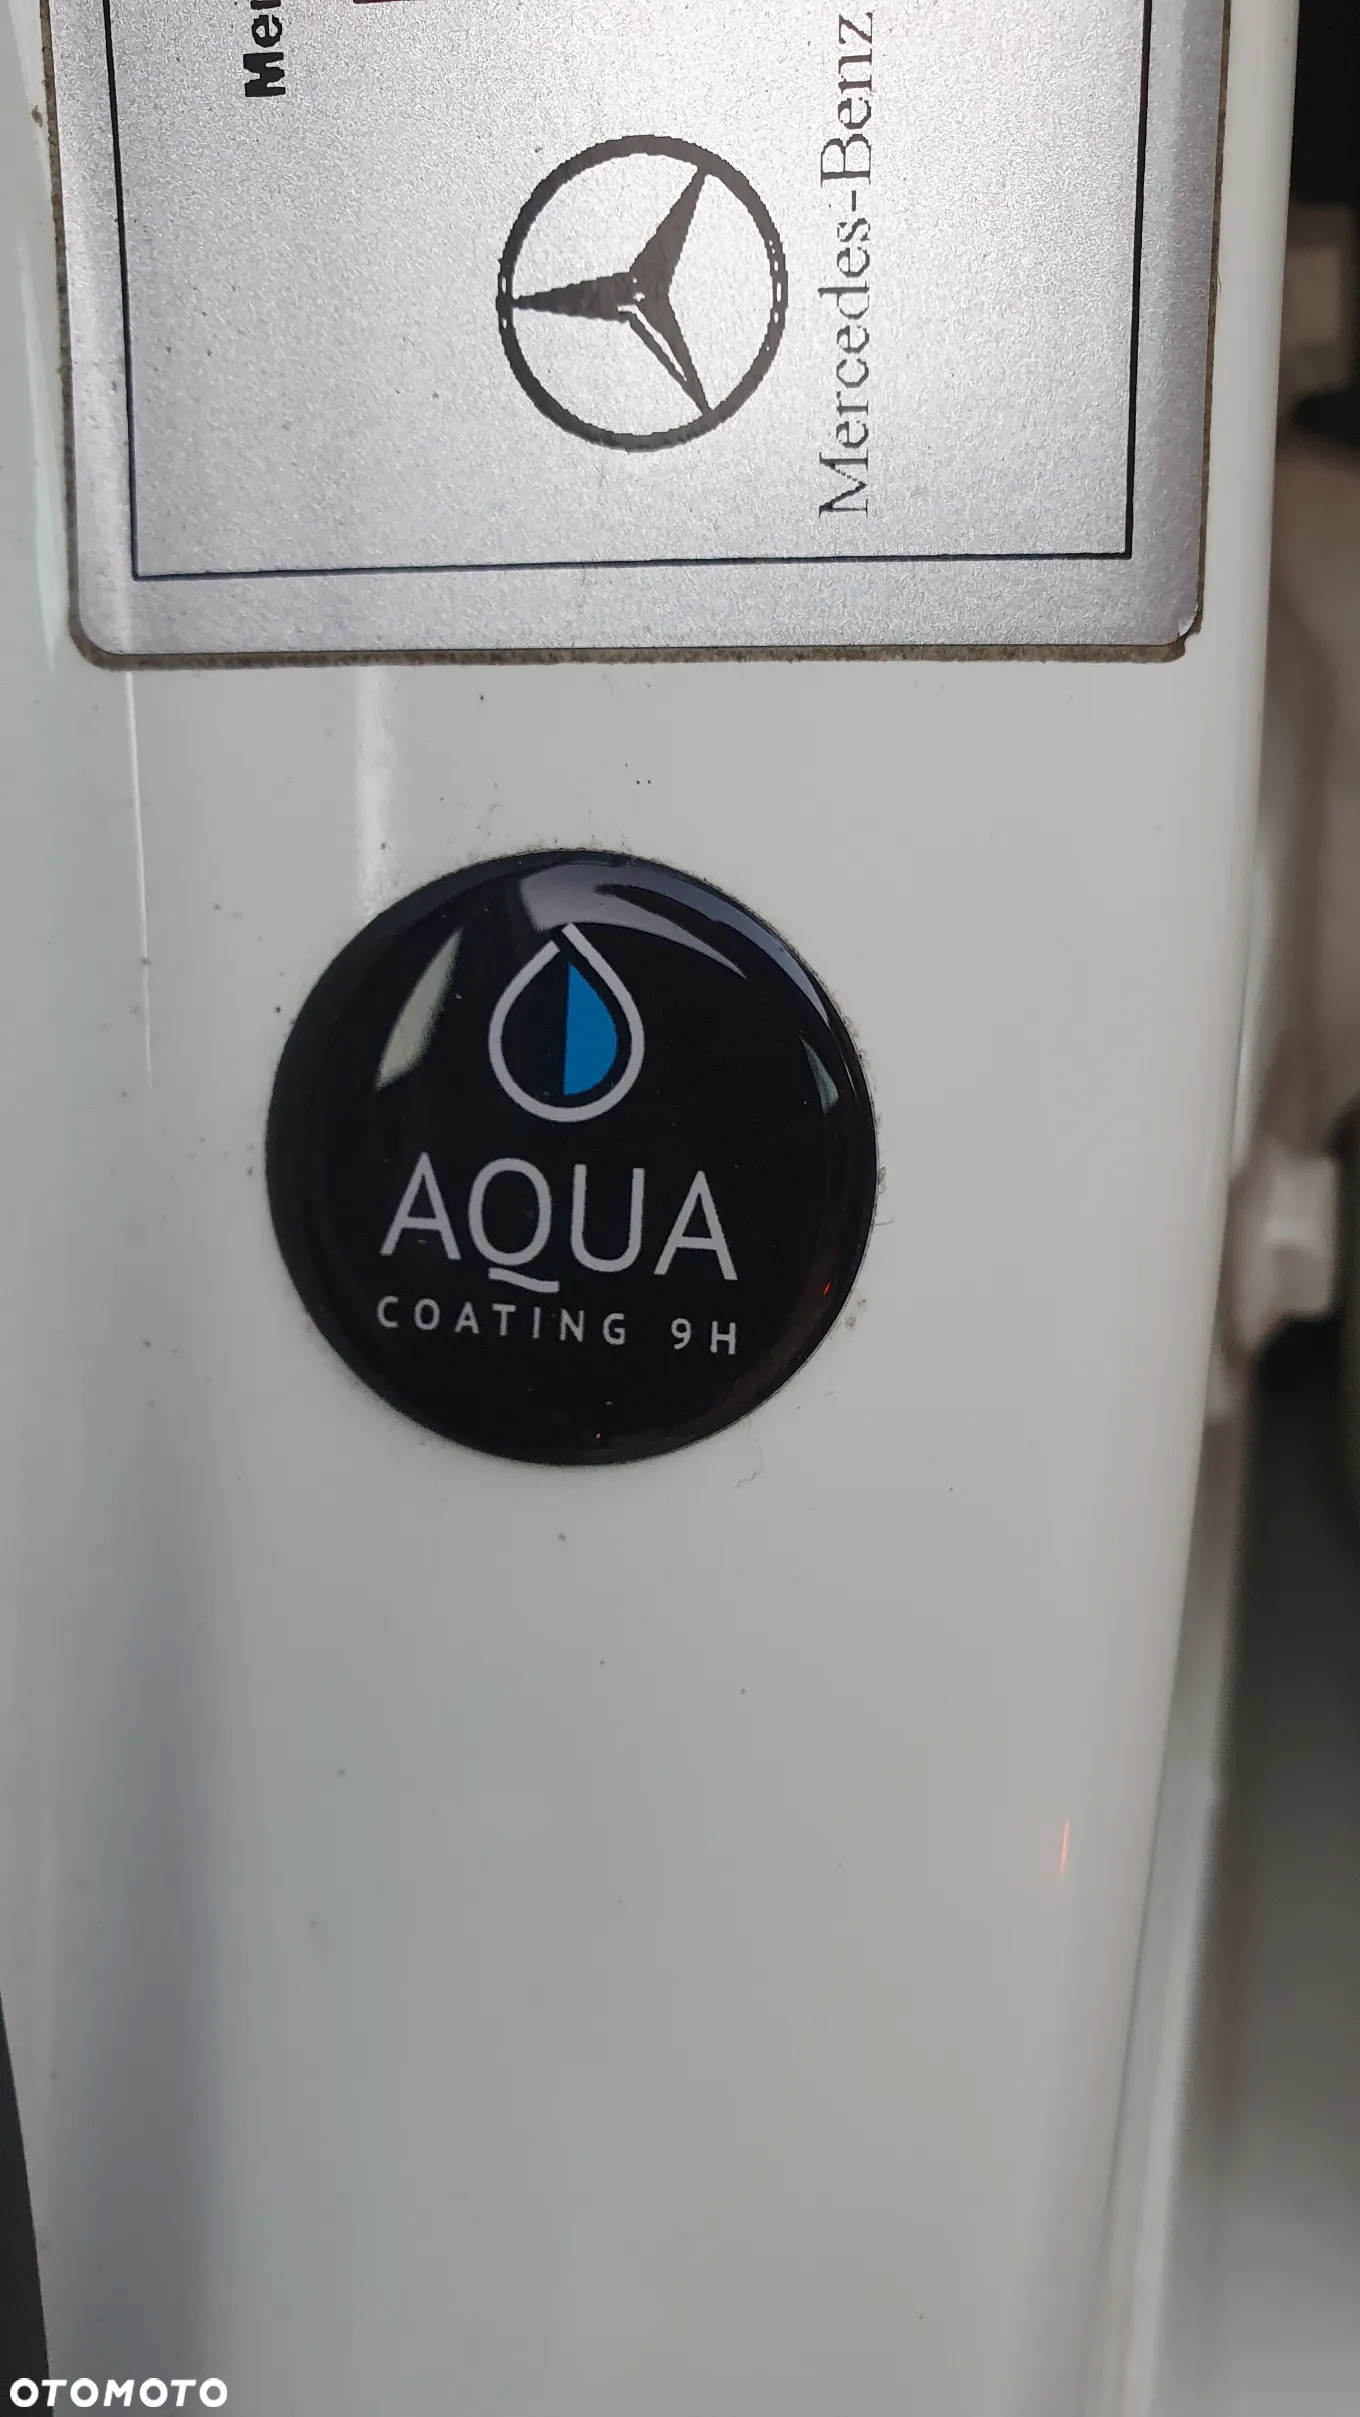 Mercedes-Benz
AQUA
COATING 9H
OTOMOTO